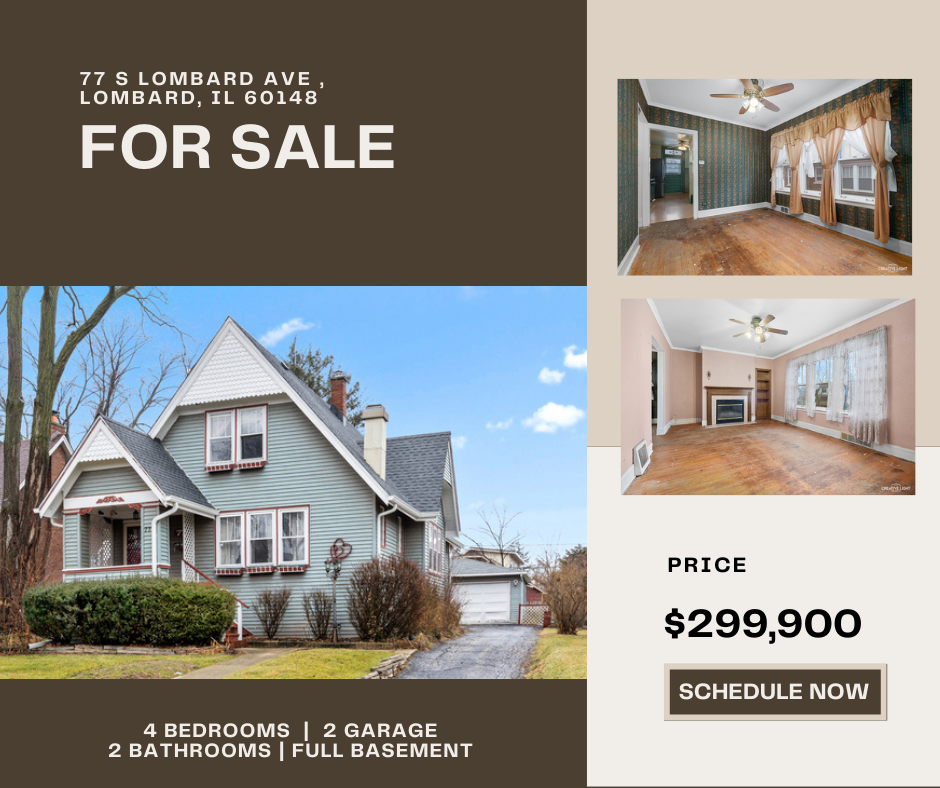 77 S LOMBARD AVE ,
LOMBARD, IL 60148
FOR SALE
4 BEDROOMS | 2 GARAGE
2 BATHROOMS | FULL BASEMENT
PRICE
$299,900
SCHEDULE NOW